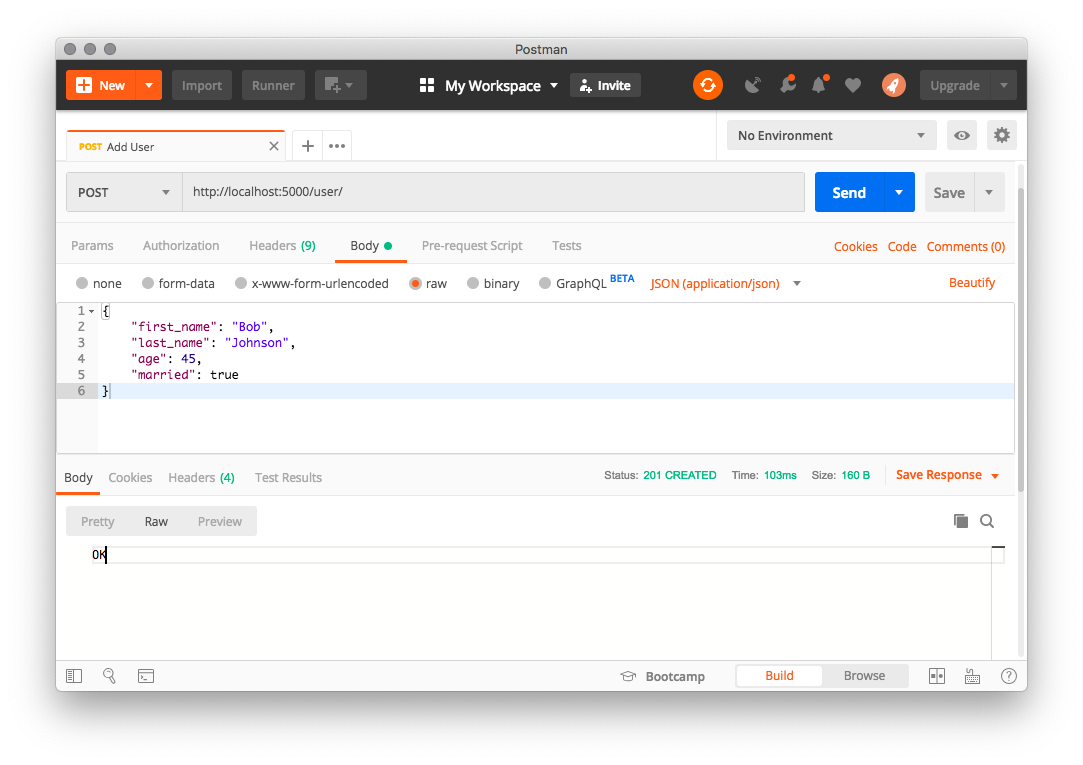 Postman
New Import Runner My Workspace Invite Upgrade
POST Add User No Environment
POST http://localhost:5000/user/ Send Save
Params Authorization Headers (9) Body Pre-request Script Tests Cookies Code Comments (0)
none form-data x-www-form-urlencoded raw binary GraphQL BETA JSON (application/json) Beautify
1 {
2 "first_name": "Bob",
3 "last_name": "Johnson",
4 "age": 45,
5 "married": true
6 }
Body Cookies Headers (4) Test Results Status: 201 CREATED Time: 103ms Size: 160 B Save Response
Pretty Raw Preview
OK
Bootcamp Build Browse